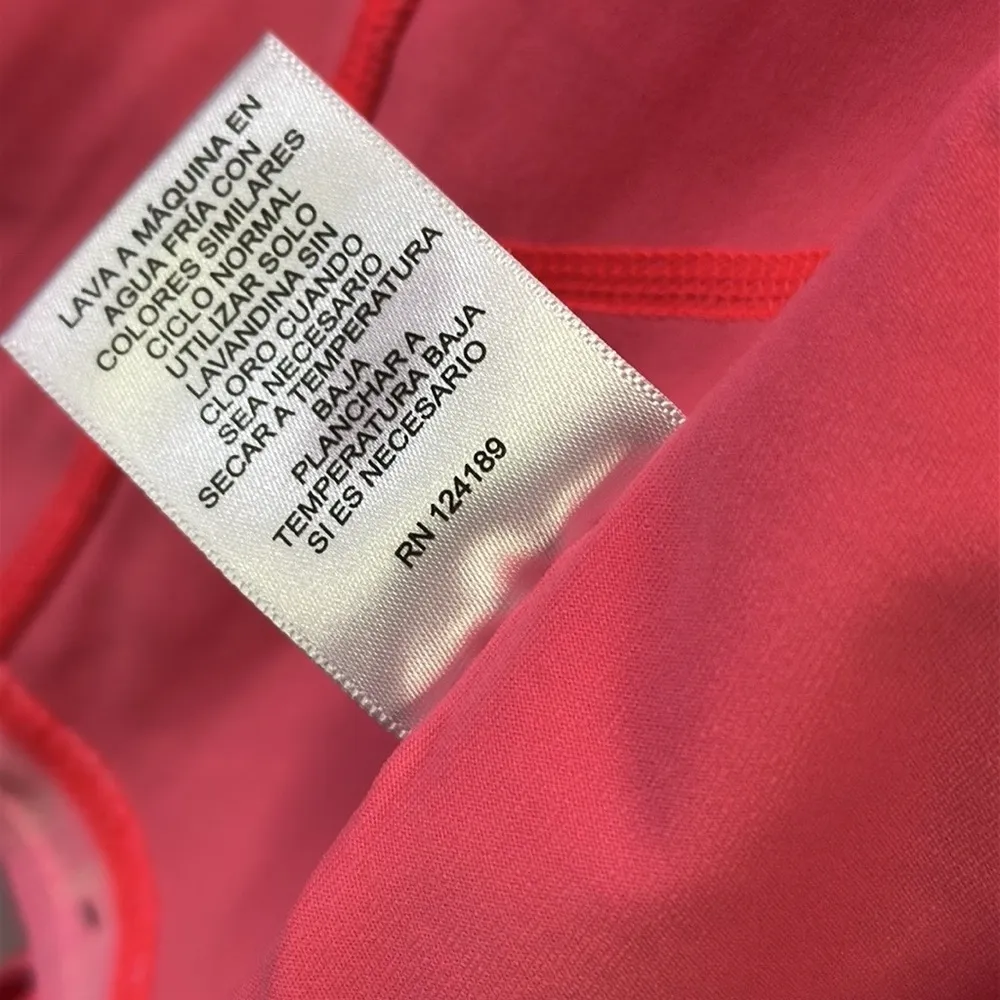 LAVA A MÁQUINA EN
AGUA FRÍA CON
COLORES SIMILARES
CICLO NORMAL
UTILIZAR SOLO
LAVANDINA SIN
CLORO CUANDO
SEA NECESARIO
SECAR A TEMPERATURA
BAJA
PLANCHAR A
TEMPERATURA BAJA
SI ES NECESARIO
RN 124189